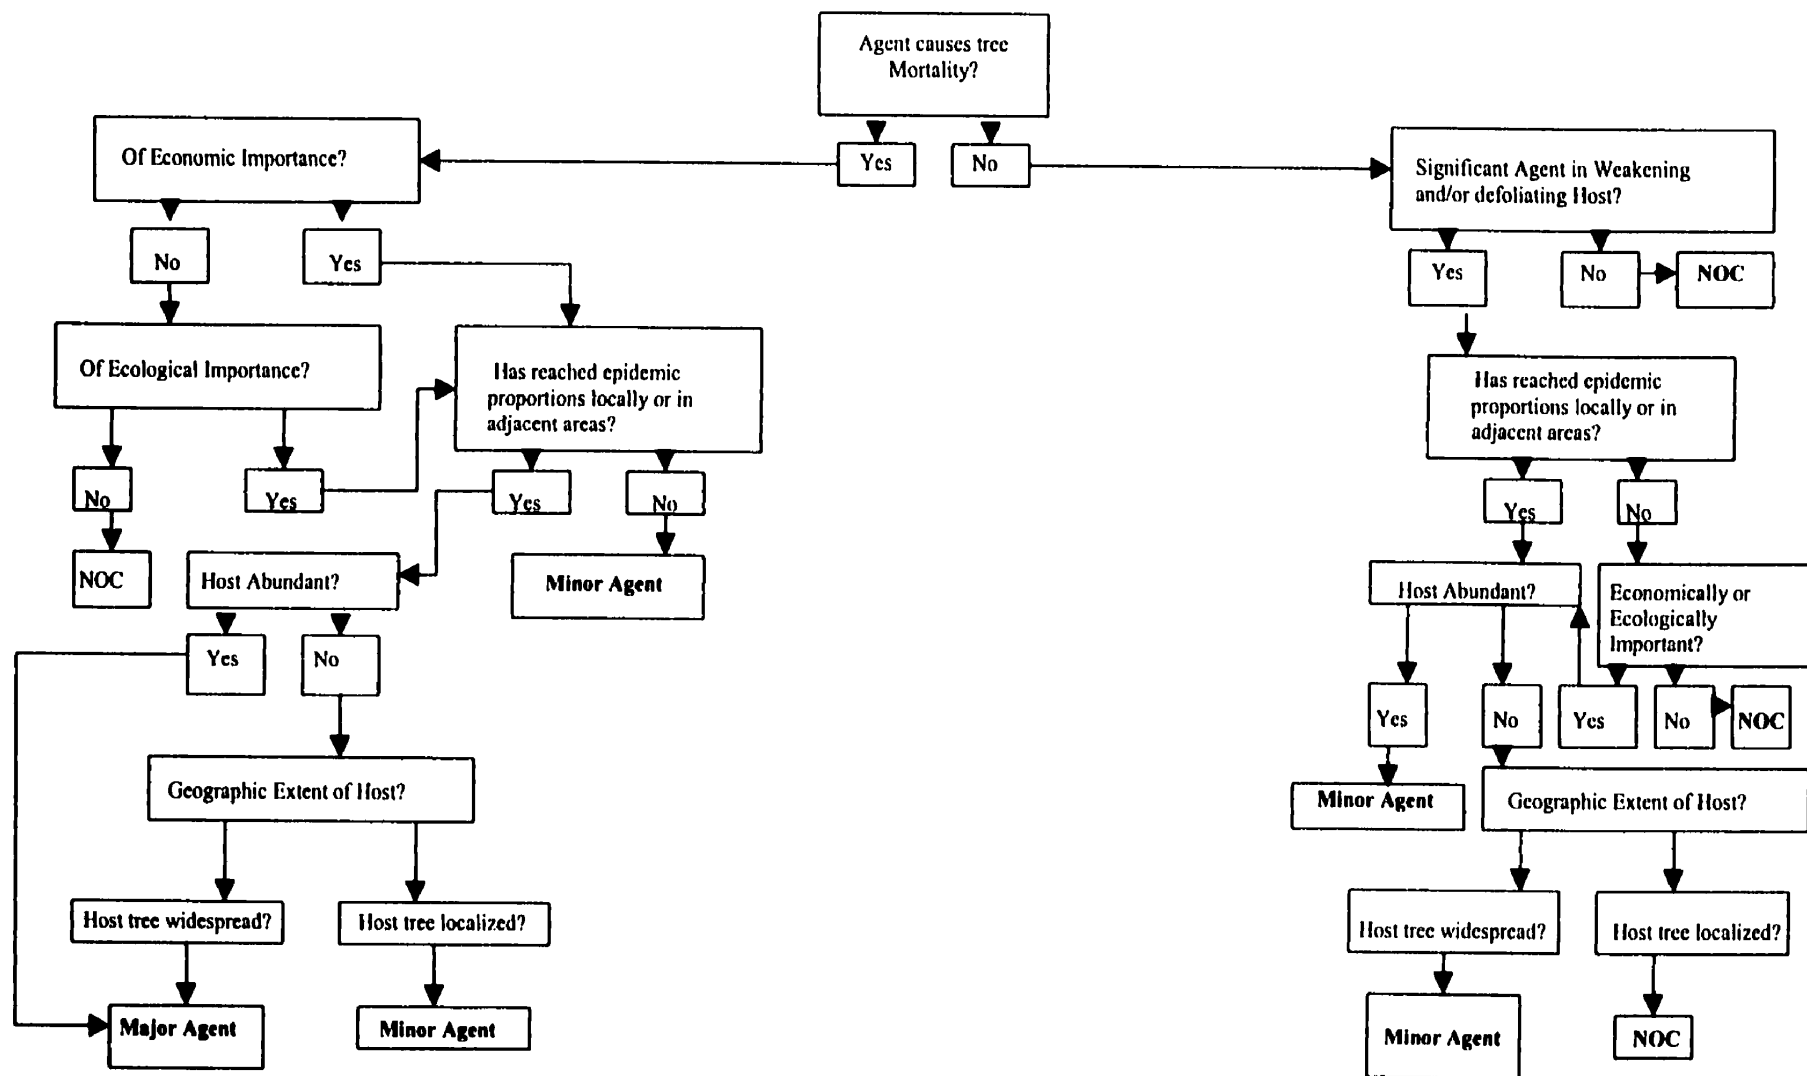 Agent causes tree
Mortality?
Yes
No
Of Economic Importance?
Significant Agent in Weakening
and/or defoliating Host?
No
Yes
Yes
No
NOC
Of Ecological Importance?
Has reached epidemic
proportions locally or in
adjacent areas?
Has reached epidemic
proportions locally or in
adjacent areas?
No
Yes
Yes
No
Yes
No
NOC
Host Abundant?
Minor Agent
Host Abundant?
Economically or
Ecologically
Important?
Yes
No
Yes
No
Yes
No
NOC
Geographic Extent of Host?
Minor Agent
Geographic Extent of Host?
Host tree widespread?
Host tree localized?
Host tree widespread?
Host tree localized?
Major Agent
Minor Agent
Minor Agent
NOC